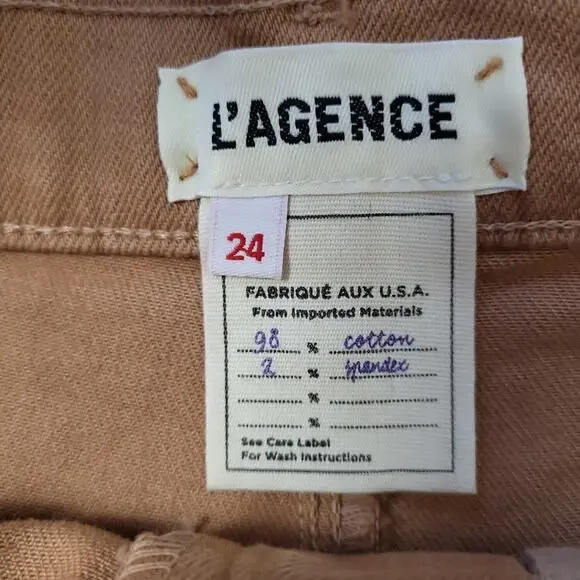 L'AGENCE
24
FABRIQUÉ AUX U.S.A.
From Imported Materials
98 % cotton
2 % spandex
%
%
See Care Label
For Wash Instructions